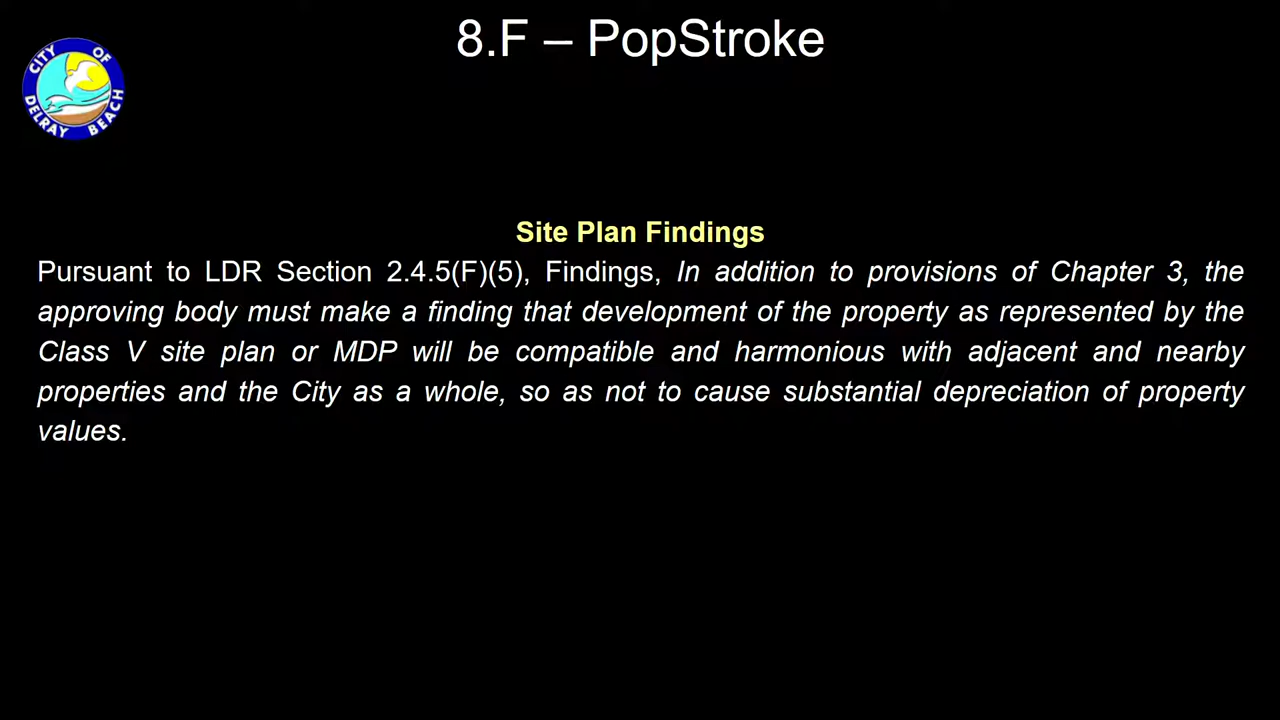 8.F – PopStroke
CITY OF
DELRAY BEACH
Site Plan Findings
Pursuant to LDR Section 2.4.5(F)(5), Findings, In addition to provisions of Chapter 3, the
approving body must make a finding that development of the property as represented by the
Class V site plan or MDP will be compatible and harmonious with adjacent and nearby
properties and the City as a whole, so as not to cause substantial depreciation of property
values.